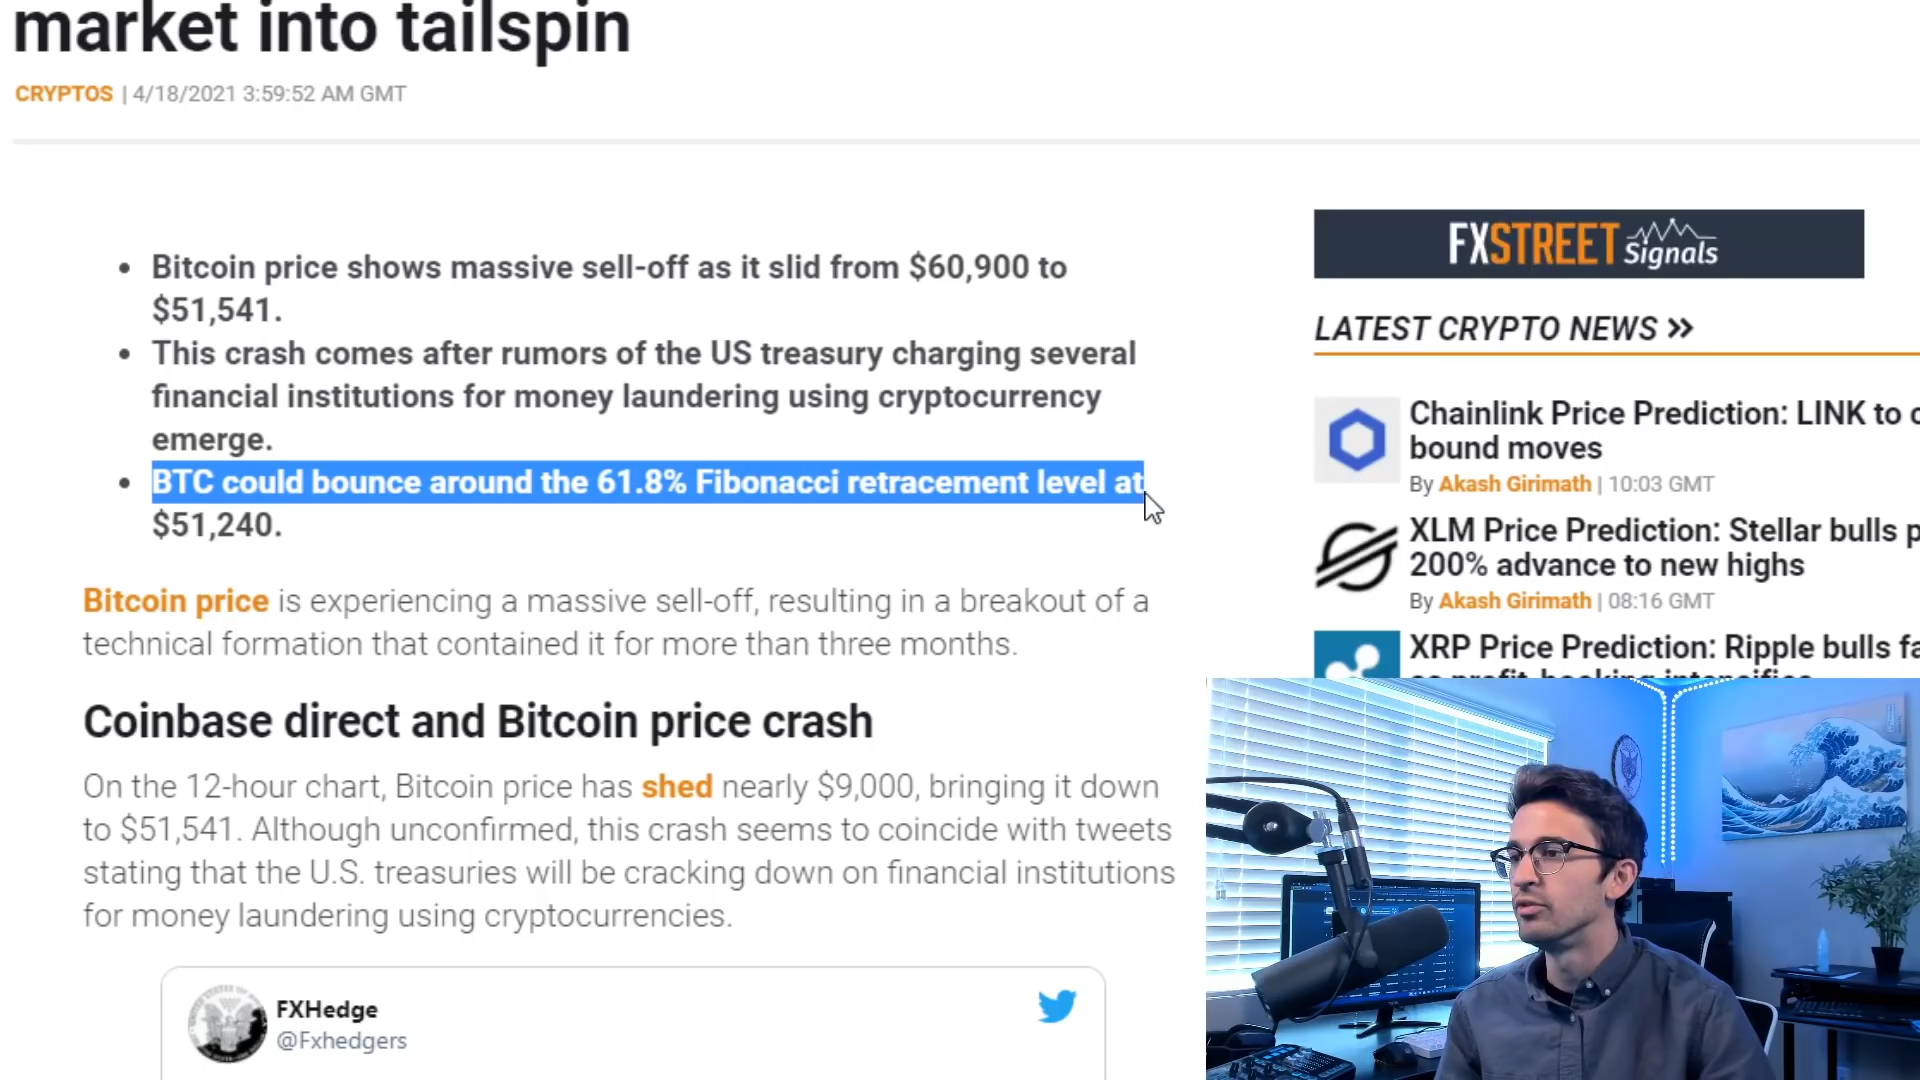 market into tailspin
CRYPTOS | 4/18/2021 3:59:52 AM GMT
Bitcoin price shows massive sell-off as it slid from $60,900 to
$51,541.
This crash comes after rumors of the US treasury charging several
financial institutions for money laundering using cryptocurrency
emerge.
BTC could bounce around the 61.8% Fibonacci retracement level at
$51,240.
Bitcoin price is experiencing a massive sell-off, resulting in a breakout of a
technical formation that contained it for more than three months.
Coinbase direct and Bitcoin price crash
On the 12-hour chart, Bitcoin price has shed nearly $9,000, bringing it down
to $51,541. Although unconfirmed, this crash seems to coincide with tweets
stating that the U.S. treasuries will be cracking down on financial institutions
for money laundering using cryptocurrencies.
FXHedge
@Fxhedgers
FXSTREET Signals
LATEST CRYPTO NEWS »
Chainlink Price Prediction: LINK to
bound moves
By Akash Girimath | 10:03 GMT
XLM Price Prediction: Stellar bulls
200% advance to new highs
By Akash Girimath | 08:16 GMT
XRP Price Prediction: Ripple bulls
as profit-booking intensifies